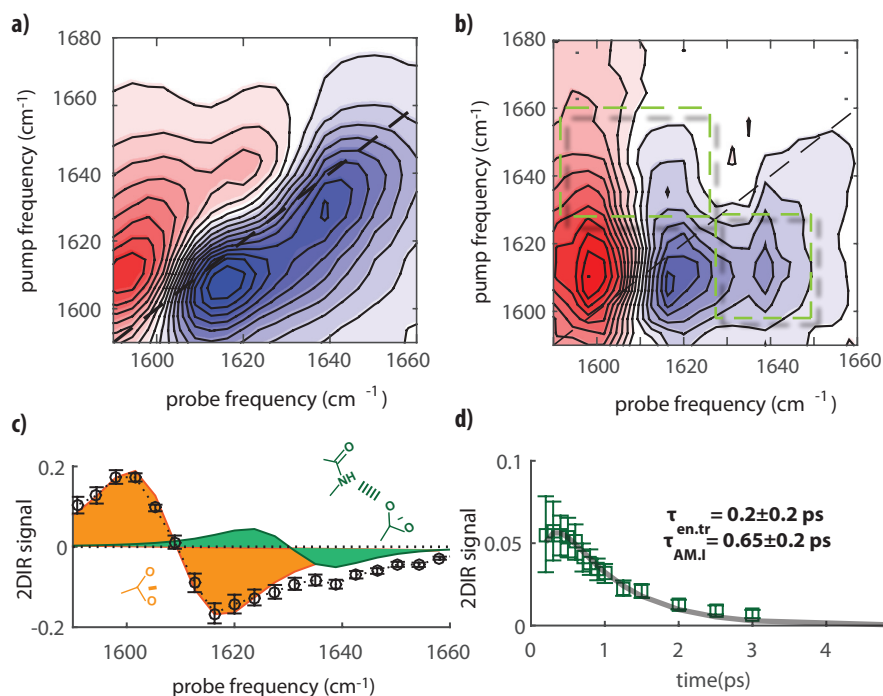 a)
1680
1660
1640
1620
1600
pump frequency (cm-1)
1600
1620
1640
1660
probe frequency (cm -1)
b)
1680
1660
1640
1620
1600
pump frequency (cm-1)
1600
1620
1640
1660
probe frequency (cm -1)
c)
0.2
0
-0.2
2DIR signal
O
NH
O
O
-
O
O
1600
1620
1640
1660
probe frequency (cm-1)
d)
0.1
0.05
0
2DIR signal
τen.tr = 0.2±0.2 ps
τAM.I = 0.65±0.2 ps
0
1
2
3
4
time(ps)